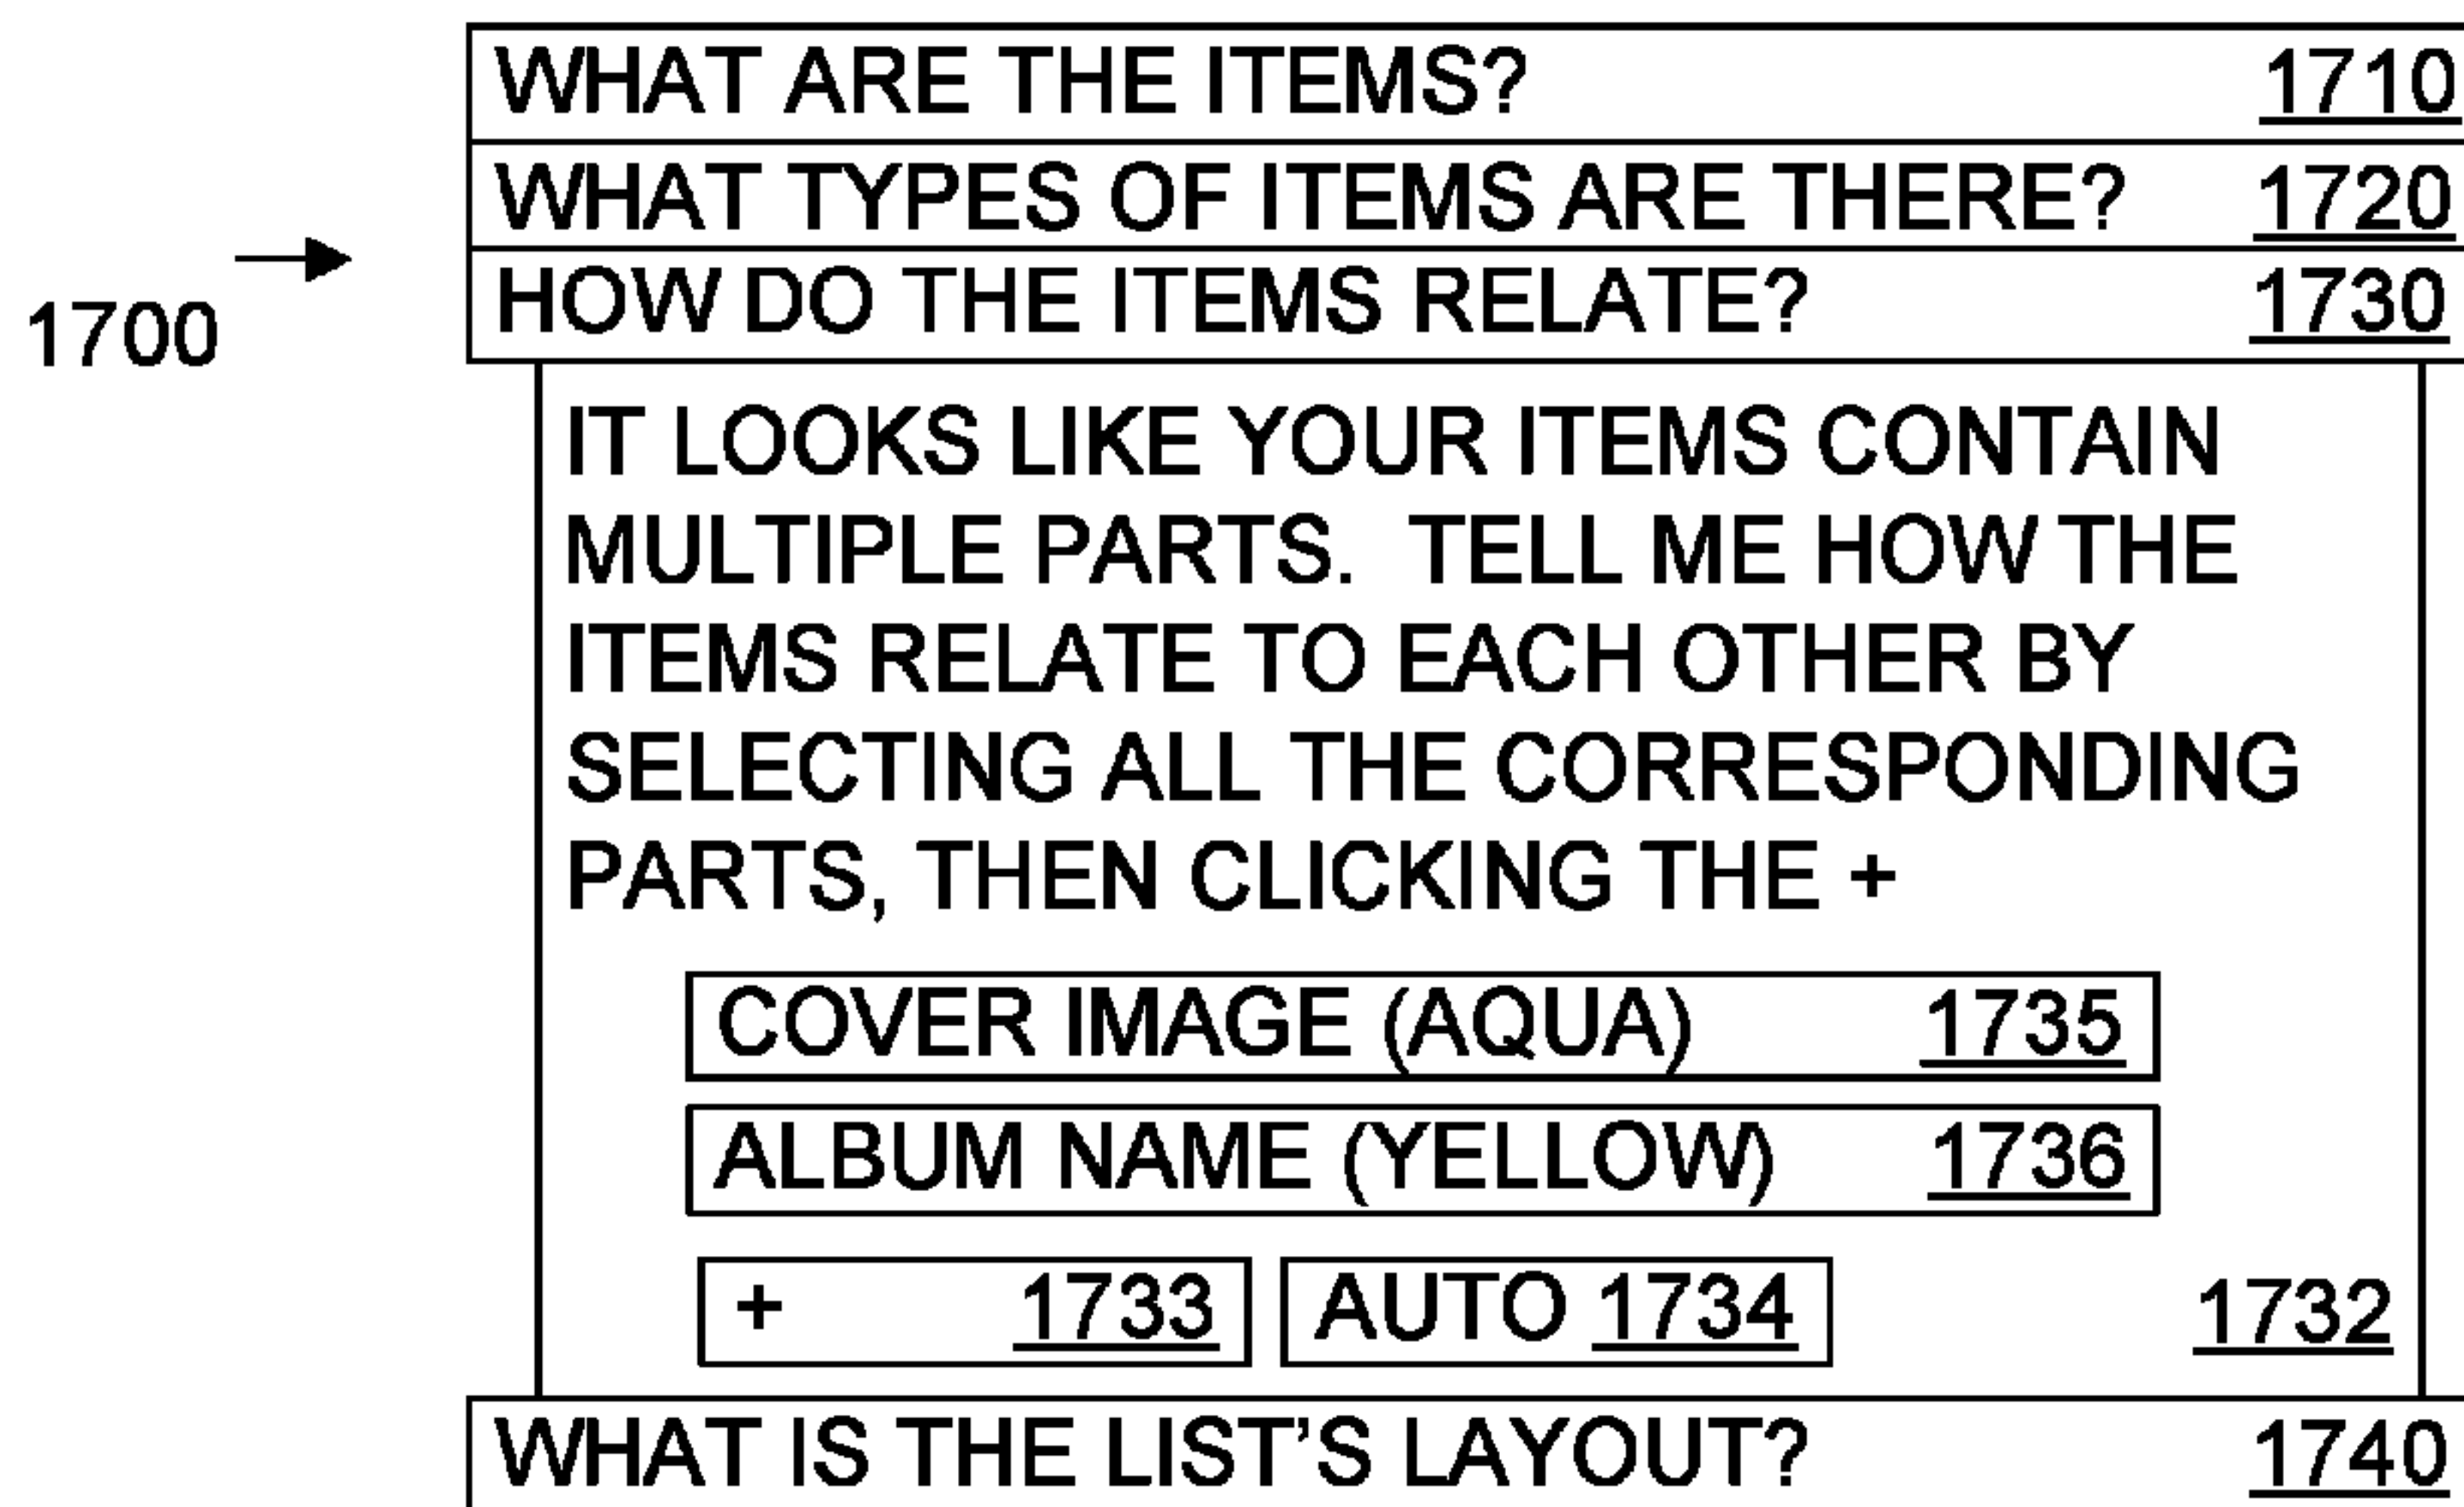 WHAT ARE THE ITEMS? 1710
WHAT TYPES OF ITEMS ARE THERE? 1720
HOW DO THE ITEMS RELATE? 1730
1700
IT LOOKS LIKE YOUR ITEMS CONTAIN
MULTIPLE PARTS. TELL ME HOW THE
ITEMS RELATE TO EACH OTHER BY
SELECTING ALL THE CORRESPONDING
PARTS, THEN CLICKING THE +
COVER IMAGE (AQUA) 1735
ALBUM NAME (YELLOW) 1736
+ 1733 AUTO 1734 1732
WHAT IS THE LIST'S LAYOUT? 1740